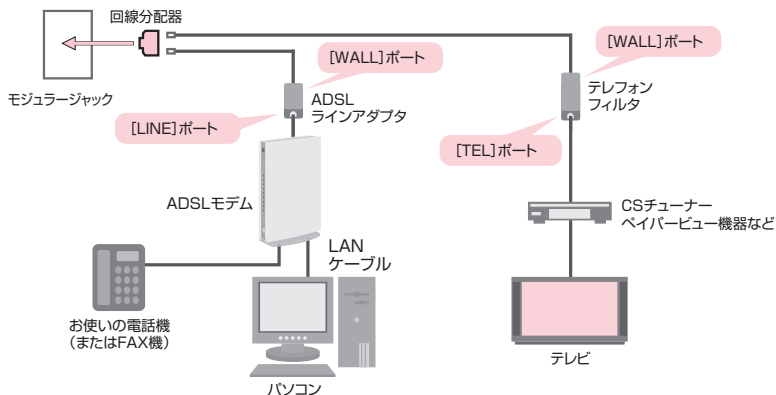 回線分配器
モジュラージャック
[WALL]ポート
ADSL
ラインアダプタ
[LINE]ポート
[WALL]ポート
テレフォン
フィルタ
[TEL]ポート
ADSLモデム
CSチューナー
ペイパービュー機器など
LAN
ケーブル
お使いの電話機
（またはFAX機）
パソコン
テレビ